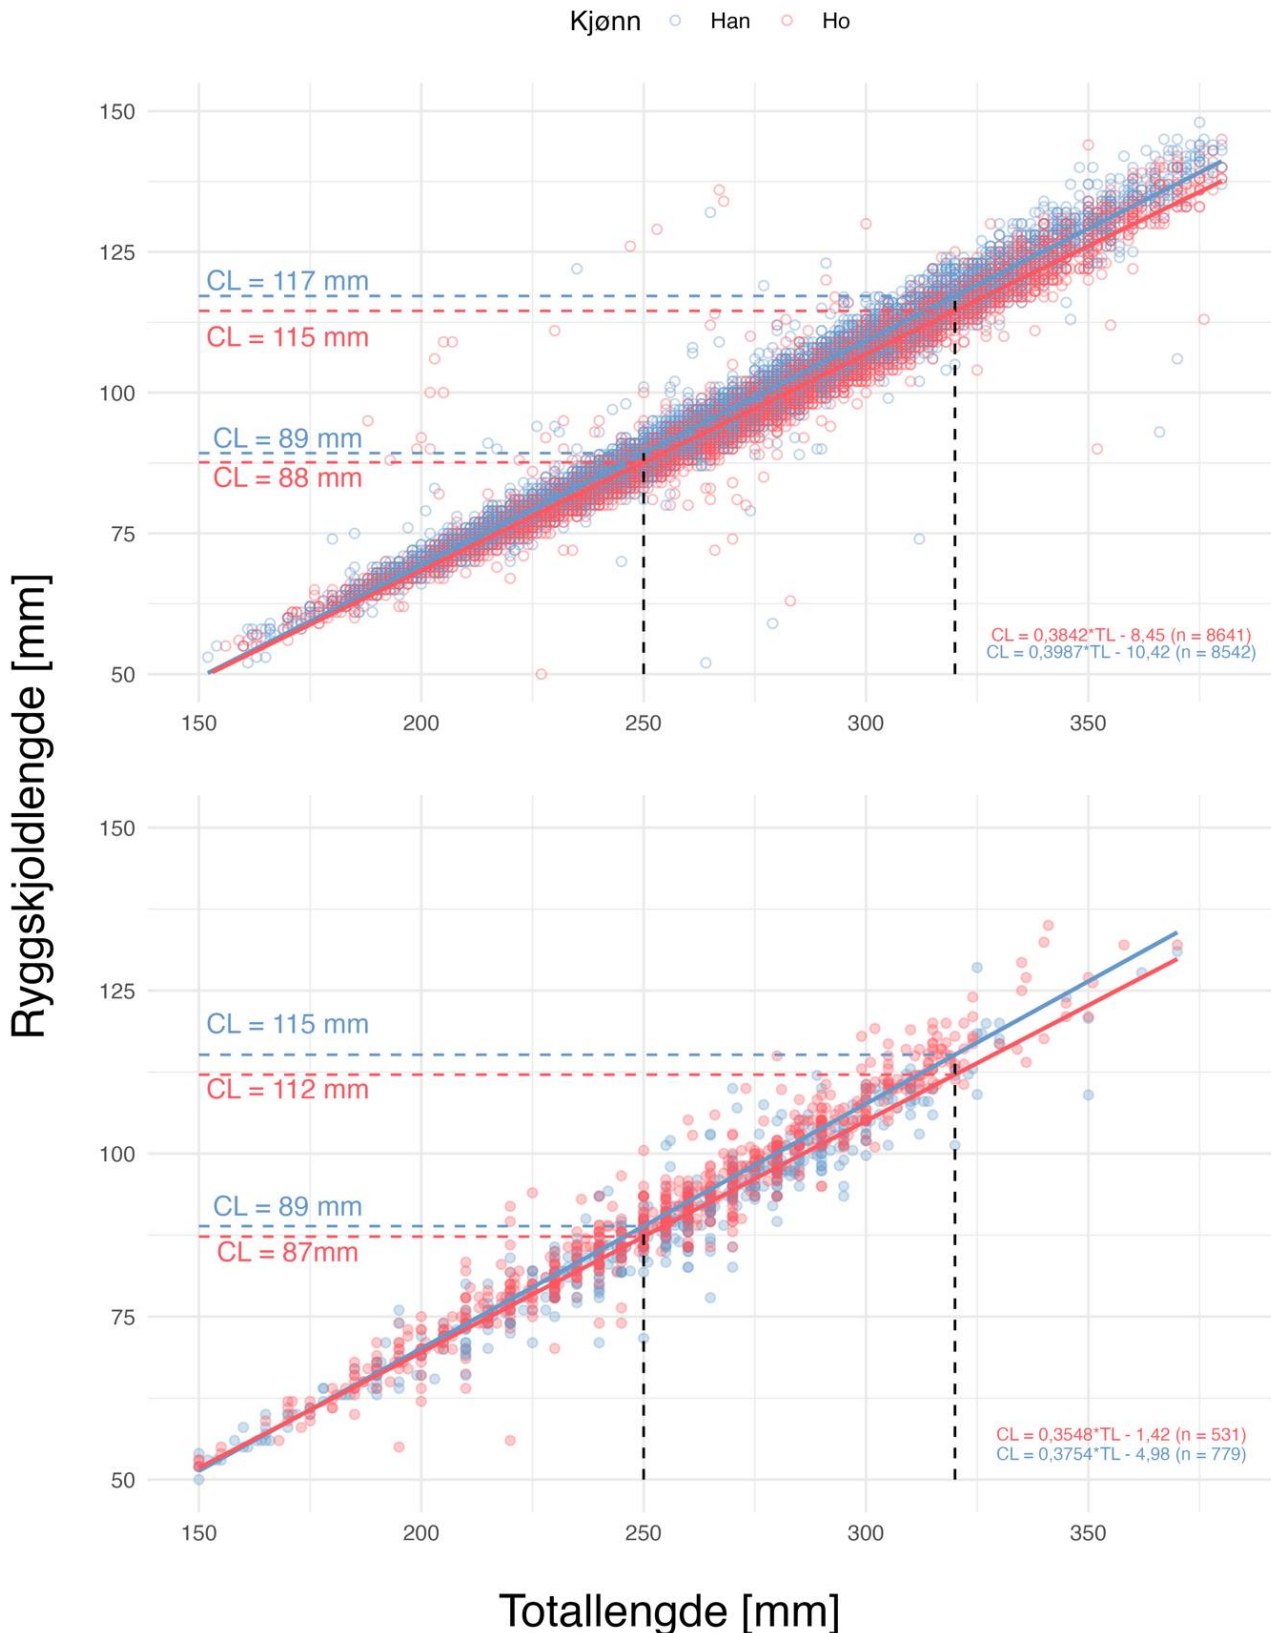 Kjønn Han Ho
150
125
100
75
50
CL = 117 mm
CL = 115 mm
CL = 89 mm
CL = 88 mm
CL = 0,3842*TL - 8,45 (n = 8641)
CL = 0,3987*TL - 10,42 (n = 8542)
150 200 250 300 350
Ryggskjoldlengde [mm]
150
125
100
75
50
CL = 115 mm
CL = 112 mm
CL = 89 mm
CL = 87mm
CL = 0,3548*TL - 1,42 (n = 531)
CL = 0,3754*TL - 4,98 (n = 779)
150 200 250 300 350
Totallengde [mm]